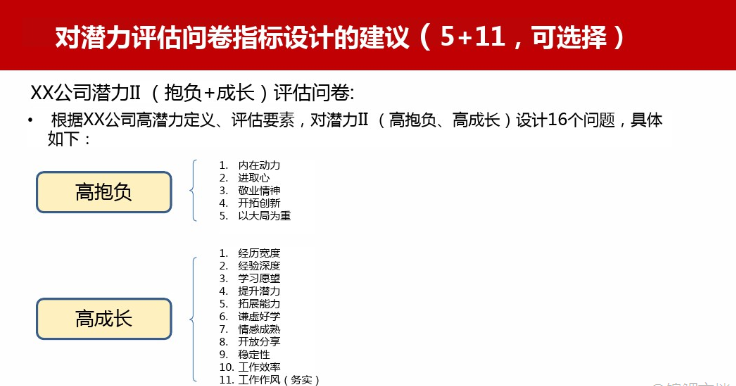 对潜力评估问卷指标设计的建议（5+11，可选择）
XX公司潜力II（抱负+成长）评估问卷:
• 根据XX公司高潜力定义、评估要素，对潜力II（高抱负、高成长）设计16个问题，具体
如下：
高抱负
1. 内在动力
2. 进取心
3. 敬业精神
4. 开拓创新
5. 以大局为重
高成长
1. 经历宽度
2. 经验深度
3. 学习愿望
4. 提升潜力
5. 拓展能力
6. 谦虚好学
7. 情感成熟
8. 开放分享
9. 稳定性
10. 工作效率
11. 工作作风（务实）